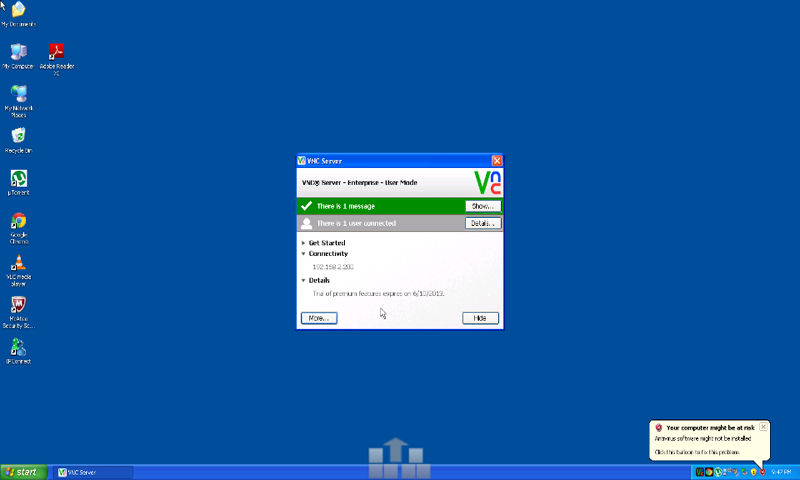 My Documents
My Computer
Adobe Reader
XI
My Network
Places
Recycle Bin
µTorrent
Google
Chrome
VLC media
player
McAfee
Security Sc...
VNC Server
VNC® Server - Enterprise - User Mode
There is 1 message
Show...
There is 1 user connected
Details...
Get Started
Connectivity
192.168.2.200
Details
Trial of premium features expires on 6/13/2013.
More...
Hide
Your computer might be at risk
Antivirus software might not be installed
Click this balloon to fix this problem.
start
VNC Server
9:47 PM